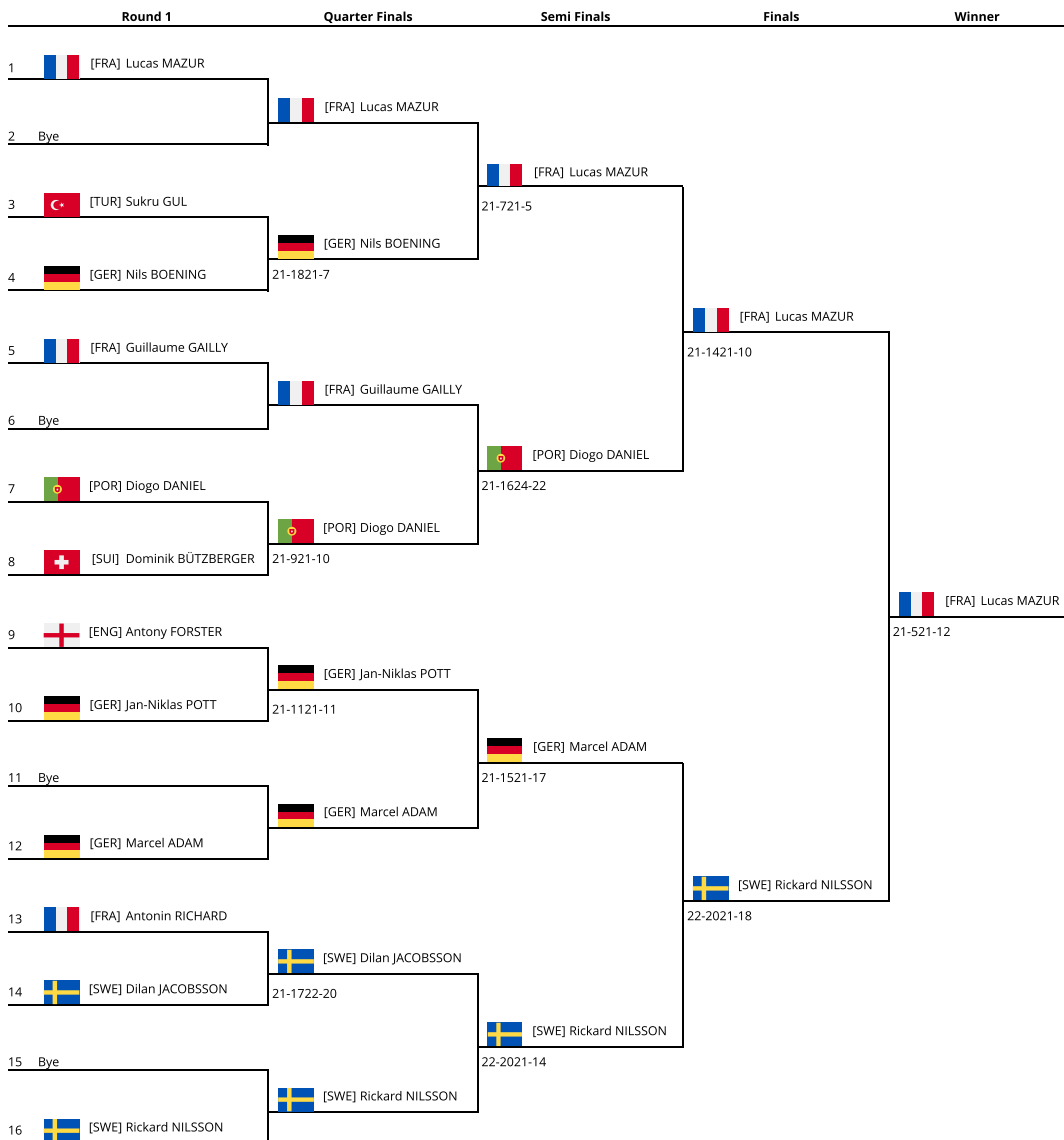 Round 1 Quarter Finals Semi Finals Finals Winner
1 [FRA] Lucas MAZUR
[FRA] Lucas MAZUR
2 Bye
[FRA] Lucas MAZUR
21-721-5
3 [TUR] Sukru GUL
[GER] Nils BOENING
4 [GER] Nils BOENING
21-1821-7
[FRA] Lucas MAZUR
21-1421-10
5 [FRA] Guillaume GAILLY
[FRA] Guillaume GAILLY
6 Bye
[POR] Diogo DANIEL
21-1624-22
7 [POR] Diogo DANIEL
[POR] Diogo DANIEL
8 [SUI] Dominik BÜTZBERGER
21-921-10
[FRA] Lucas MAZUR
21-521-12
9 [ENG] Antony FORSTER
[GER] Jan-Niklas POTT
10 [GER] Jan-Niklas POTT
21-1121-11
[GER] Marcel ADAM
21-1521-17
11 Bye
[GER] Marcel ADAM
12 [GER] Marcel ADAM
[SWE] Rickard NILSSON
22-2021-18
13 [FRA] Antonin RICHARD
[SWE] Dilan JACOBSSON
14 [SWE] Dilan JACOBSSON
21-1722-20
[SWE] Rickard NILSSON
22-2021-14
15 Bye
[SWE] Rickard NILSSON
16 [SWE] Rickard NILSSON